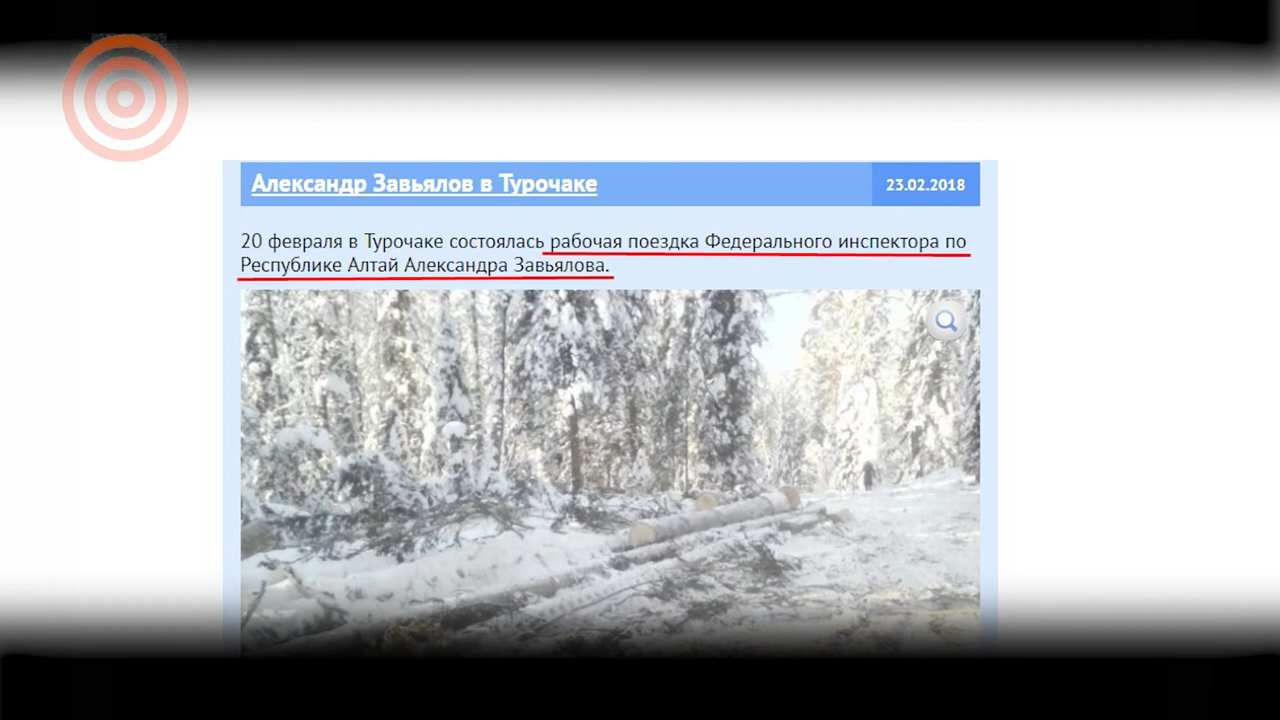 Александр Завьялов в Турочаке
23.02.2018
20 февраля в Турочаке состоялась рабочая поездка Федерального инспектора по
Республике Алтай Александра Завьялова.